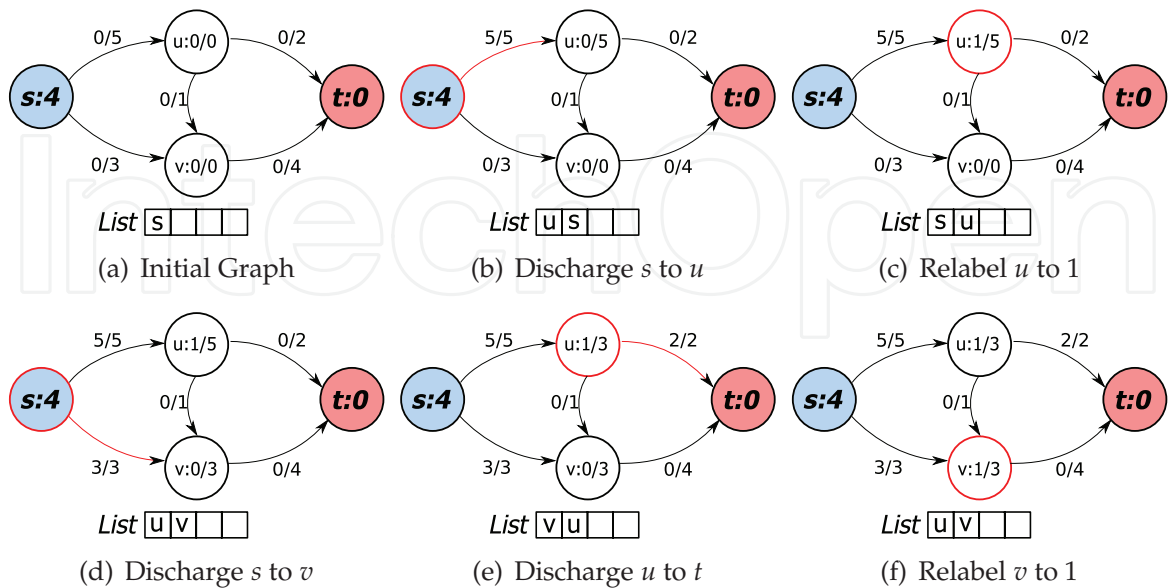 0/5 0/2
u:0/0
s:4 0/1 t:0
v:0/0
0/3 0/4
List s
(a) Initial Graph
5/5 0/2
u:0/5
s:4 0/1 t:0
v:0/0
0/3 0/4
List u s
(b) Discharge s to u
5/5 0/2
u:1/5
s:4 0/1 t:0
v:0/0
0/3 0/4
List s u
(c) Relabel u to 1
5/5 0/2
u:1/5
s:4 0/1 t:0
v:0/3
3/3 0/4
List u v
(d) Discharge s to v
5/5 2/2
u:1/3
s:4 0/1 t:0
v:0/3
3/3 0/4
List v u
(e) Discharge u to t
5/5 2/2
u:1/3
s:4 0/1 t:0
v:1/3
3/3 0/4
List u v
(f) Relabel v to 1
IntechOpen